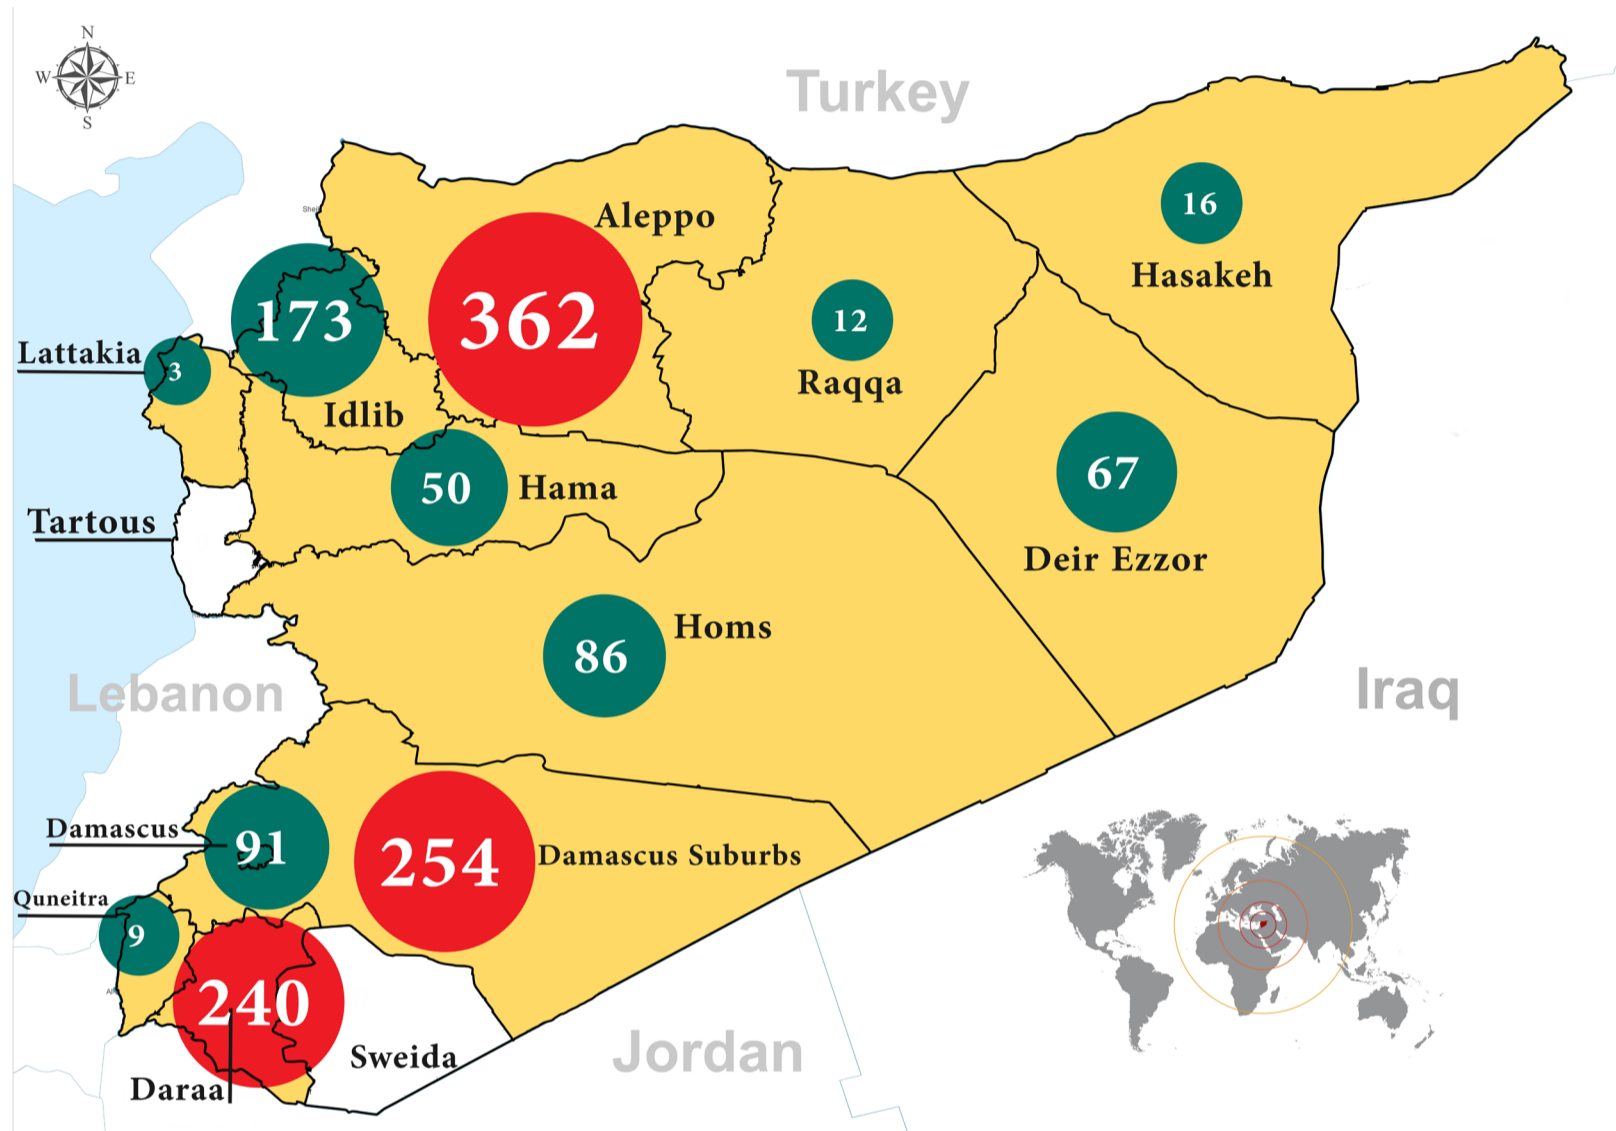 N
W E
S
Turkey
Shei
Aleppo
16
Hasakeh
173
362
12
Raqqa
Lattakia
3
Idlib
50
Hama
67
Deir Ezzor
Tartous
Homs
86
Lebanon
Iraq
Damascus
91
254
Damascus Suburbs
Quneitra
9
240
Sweida
Jordan
Daraa